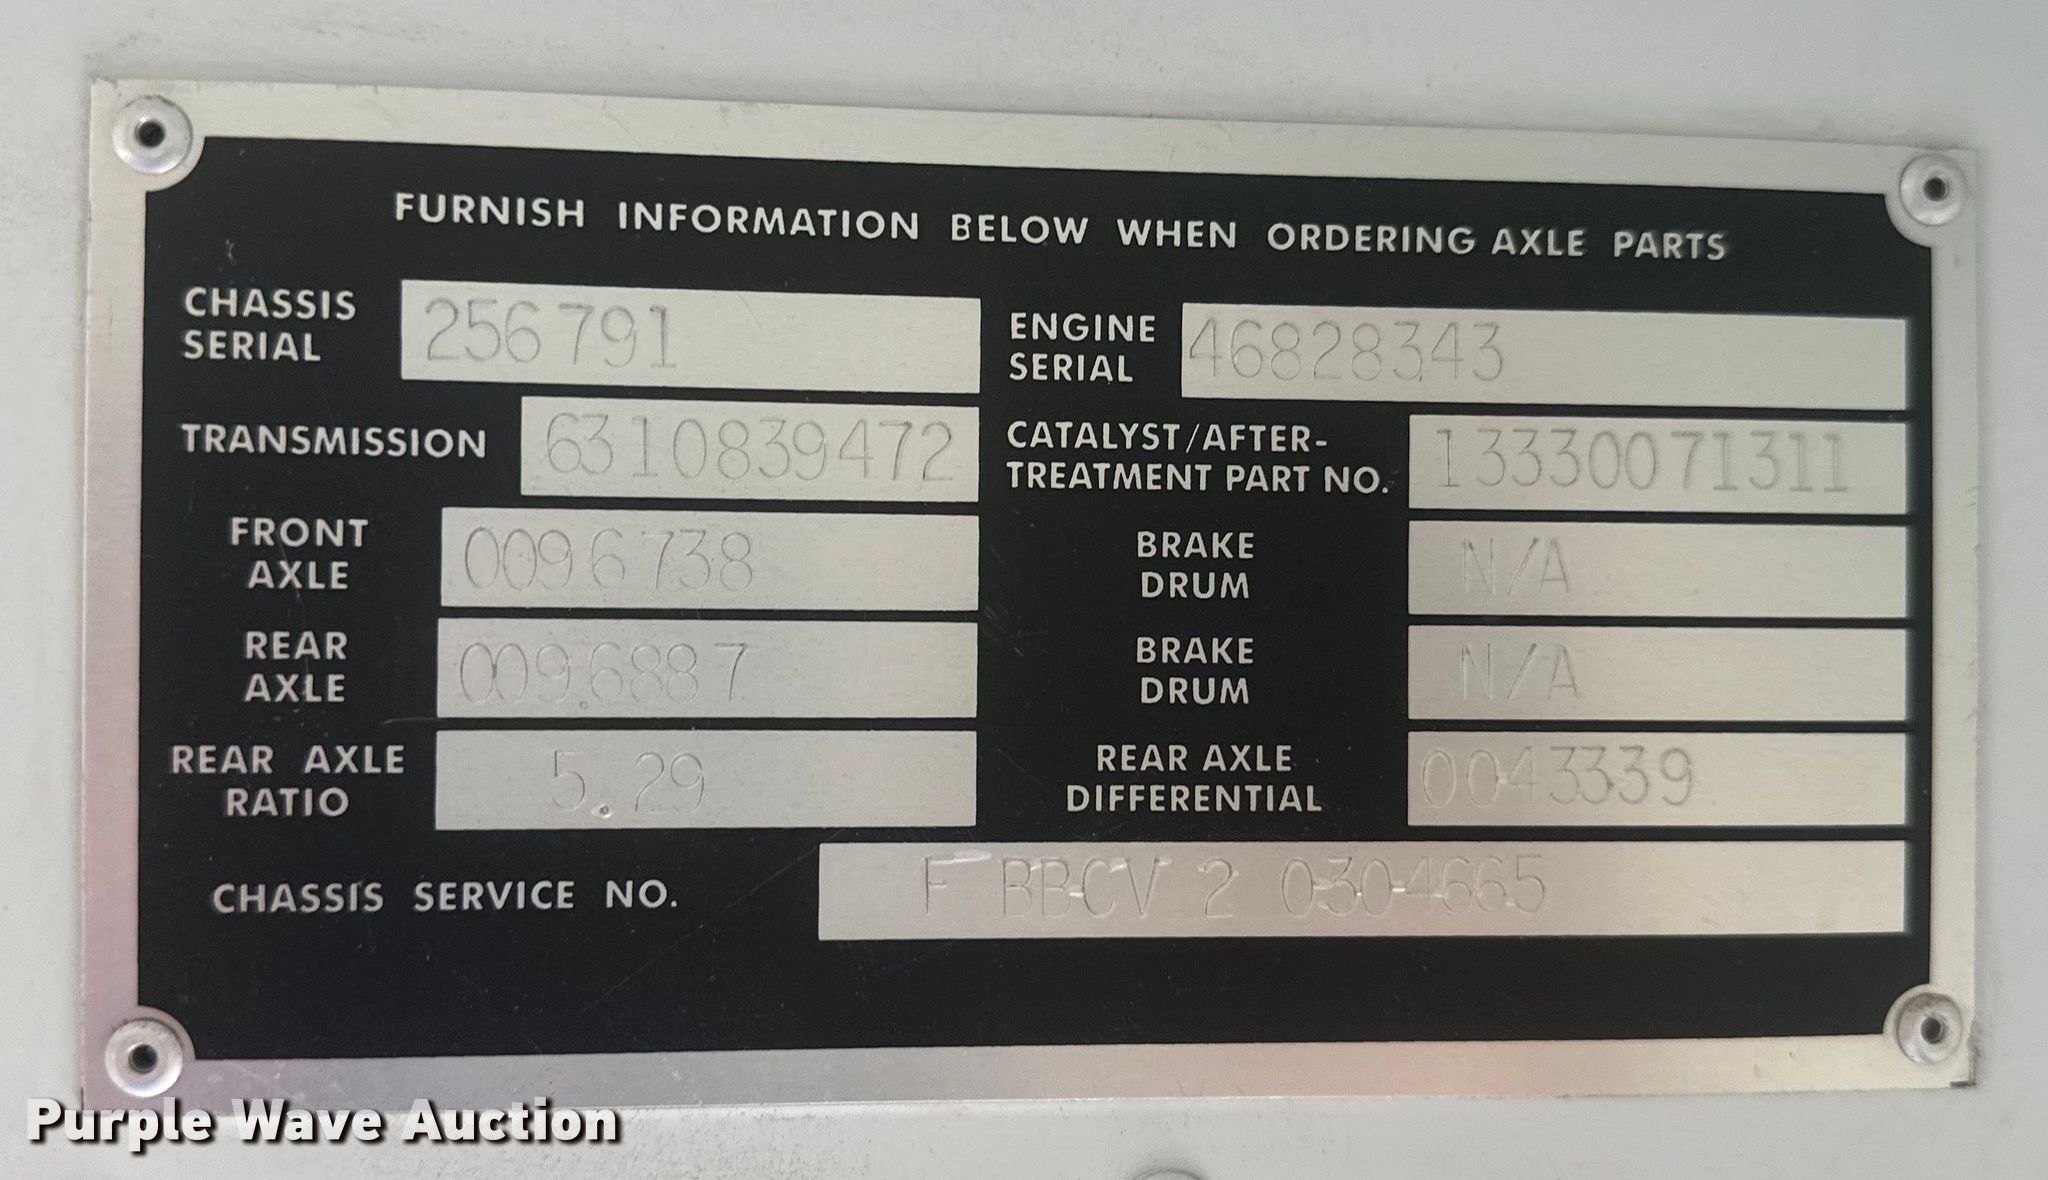 FURNISH INFORMATION BELOW WHEN ORDERING AXLE PARTS
CHASSIS
SERIAL
256791
ENGINE
SERIAL
46828343
TRANSMISSION
6310839472
CATALYST/AFTER-
TREATMENT PART NO.
13330071311
FRONT
AXLE
0096738
BRAKE
DRUM
N/A
REAR
AXLE
0096887
BRAKE
DRUM
N/A
REAR AXLE
RATIO
5.29
REAR AXLE
DIFFERENTIAL
0043339
CHASSIS SERVICE NO.
F BBCV 2 0304665
Purple Wave Auction